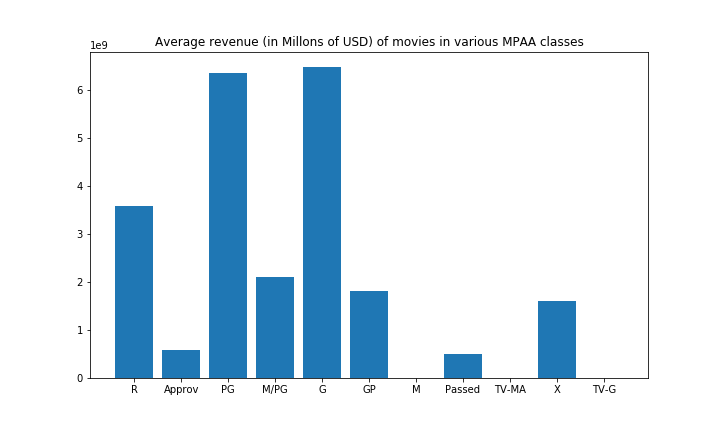 Average revenue (in Millons of USD) of movies in various MPAA classes
1e9
6
5
4
3
2
1
0
R Approv PG M/PG G GP M Passed TV-MA X TV-G